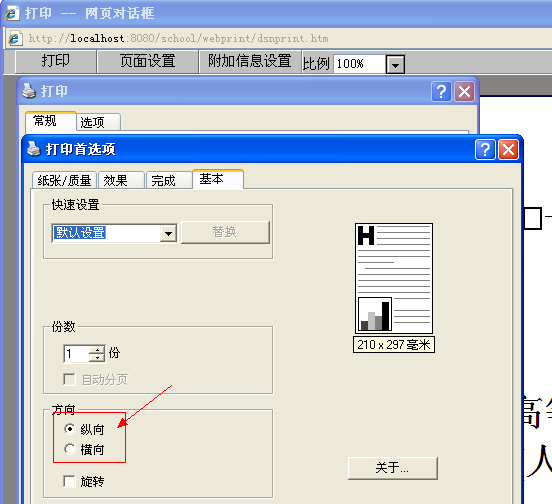 打印 -- 网页对话框
http://localhost:8080/school/webprint/dsnprint.htm
打印 页面设置 附加信息设置 比例 100%
打印
常规 选项
打印首选项
纸张/质量 效果 完成 基本
快速设置
默认设置 替换
210 x 297 毫米
份数
1 份
自动分页
方向
纵向
横向
旋转
关于...
高等
人